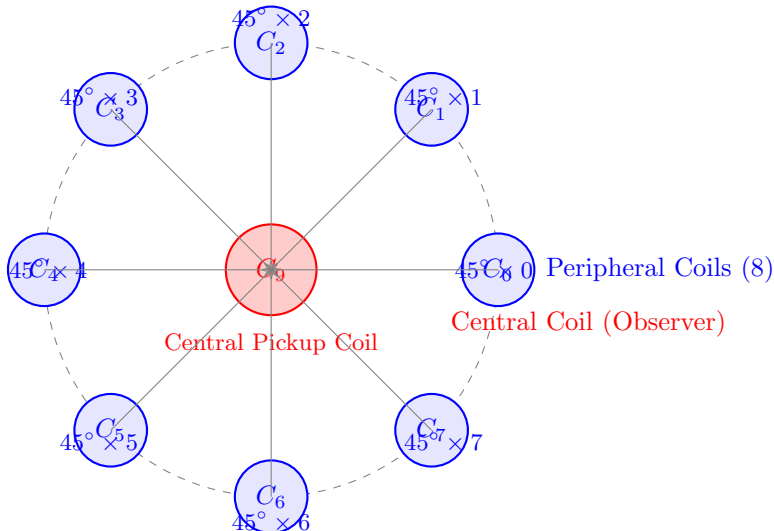 45° × 2
C₂
45° × 3
C₃
45° × 1
C₁
45° × 4
C₄
C₉
45° × 0
C₀
Peripheral Coils (8)
Central Coil (Observer)
Central Pickup Coil
C₅
45° × 5
C₇
45° × 7
C₆
45° × 6